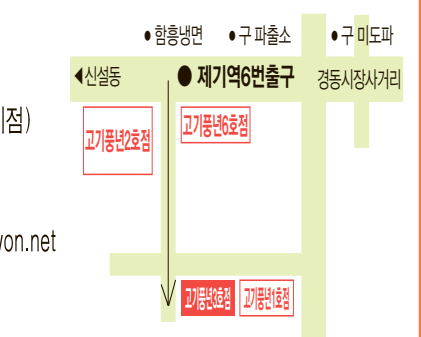 ● 함흥냉면 ● 구 파출소 ● 구 미도파
◀신설동 ● 제기역6번출구 경동시장사거리
점)
고기풍년2호점 고기풍년6호점
on.net
고기풍년3호점 고기풍년1호점